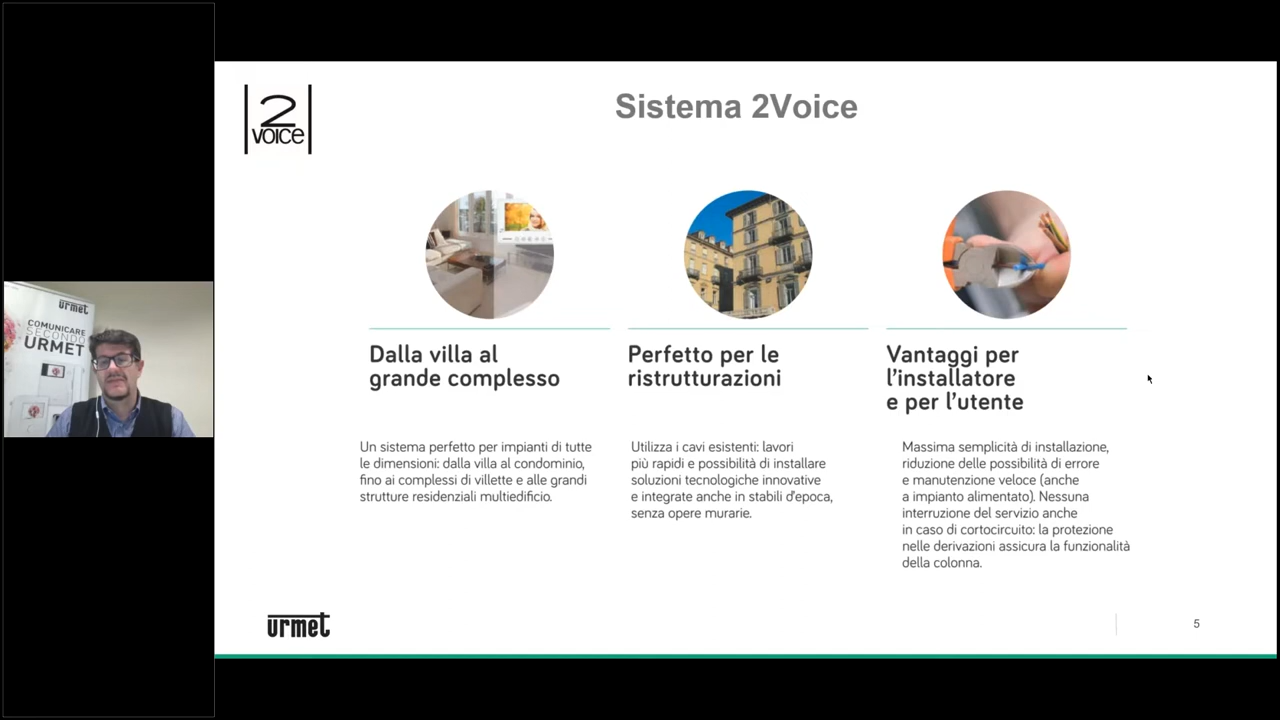 2
voice
Sistema 2Voice
urmet
COMUNICARE
SECONDO
URMET
Dalla villa al
grande complesso
Un sistema perfetto per impianti di tutte
le dimensioni: dalla villa al condominio,
fino ai complessi di villette e alle grandi
strutture residenziali multiedificio.
Perfetto per le
ristrutturazioni
Utilizza i cavi esistenti: lavori
più rapidi e possibilità di installare
soluzioni tecnologiche innovative
e integrate anche in stabili d'epoca,
senza opere murarie.
Vantaggi per
l'installatore
e per l'utente
Massima semplicità di installazione,
riduzione delle possibilità di errore
e manutenzione veloce (anche
a impianto alimentato). Nessuna
interruzione del servizio anche
in caso di cortocircuito: la protezione
nelle derivazioni assicura la funzionalità
della colonna.
urmet
5